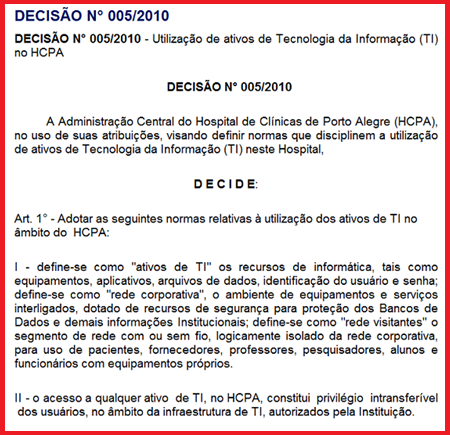 DECISÃO N° 005/2010
DECISÃO N° 005/2010 - Utilização de ativos de Tecnologia da Informação (TI)
no HCPA
DECISÃO N° 005/2010
A Administração Central do Hospital de Clínicas de Porto Alegre (HCPA),
no uso de suas atribuições, visando definir normas que disciplinem a utilização
de ativos de Tecnologia da Informação (TI) neste Hospital,
D E C I D E:
Art. 1° - Adotar as seguintes normas relativas à utilização dos ativos de TI no
âmbito do HCPA:
I - define-se como "ativos de TI" os recursos de informática, tais como
equipamentos, aplicativos, arquivos de dados, identificação do usuário e senha;
define-se como "rede corporativa", o ambiente de equipamentos e serviços
interligados, dotado de recursos de segurança para proteção dos Bancos de
Dados e demais informações Institucionais; define-se como "rede visitantes" o
segmento de rede com ou sem fio, logicamente isolado da rede corporativa,
para uso de pacientes, fornecedores, professores, pesquisadores, alunos e
funcionários com equipamentos próprios.
II - o acesso a qualquer ativo de TI, no HCPA, constitui privilégio intransferível
dos usuários, no âmbito da infraestrutura de TI, autorizados pela Instituição.